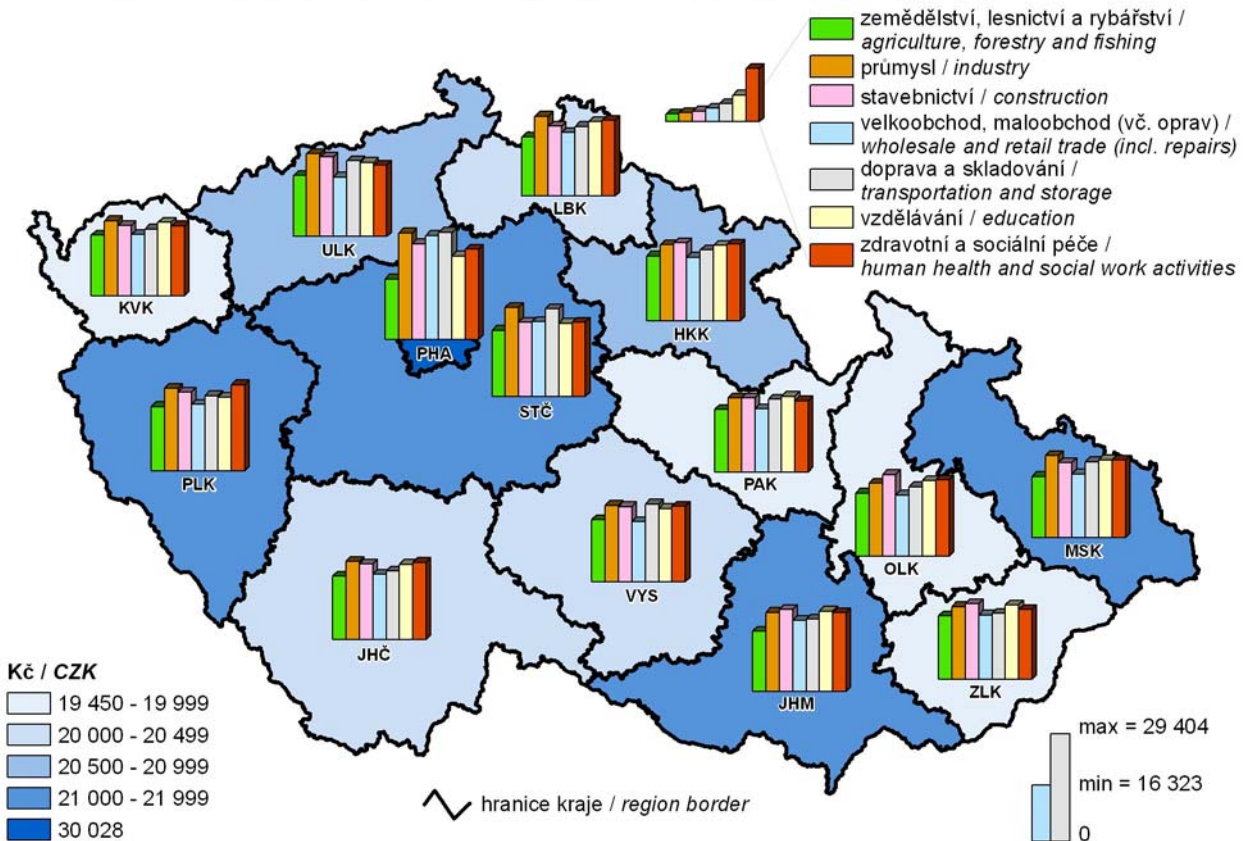 zemědělství, lesnictví a rybářství /
agriculture, forestry and fishing
průmysl / industry
stavebnictví / construction
velkoobchod, maloobchod (vč. oprav) /
wholesale and retail trade (incl. repairs)
doprava a skladování /
transportation and storage
vzdělávání / education
zdravotní a sociální péče /
human health and social work activities
LBK
ULK
KVK
HKK
PHA
STČ
PLK
PAK
OLK
MSK
VYS
JHČ
JHM
ZLK
Kč / CZK
19 450 - 19 999
20 000 - 20 499
20 500 - 20 999
21 000 - 21 999
30 028
hranice kraje / region border
max = 29 404
min = 16 323
0